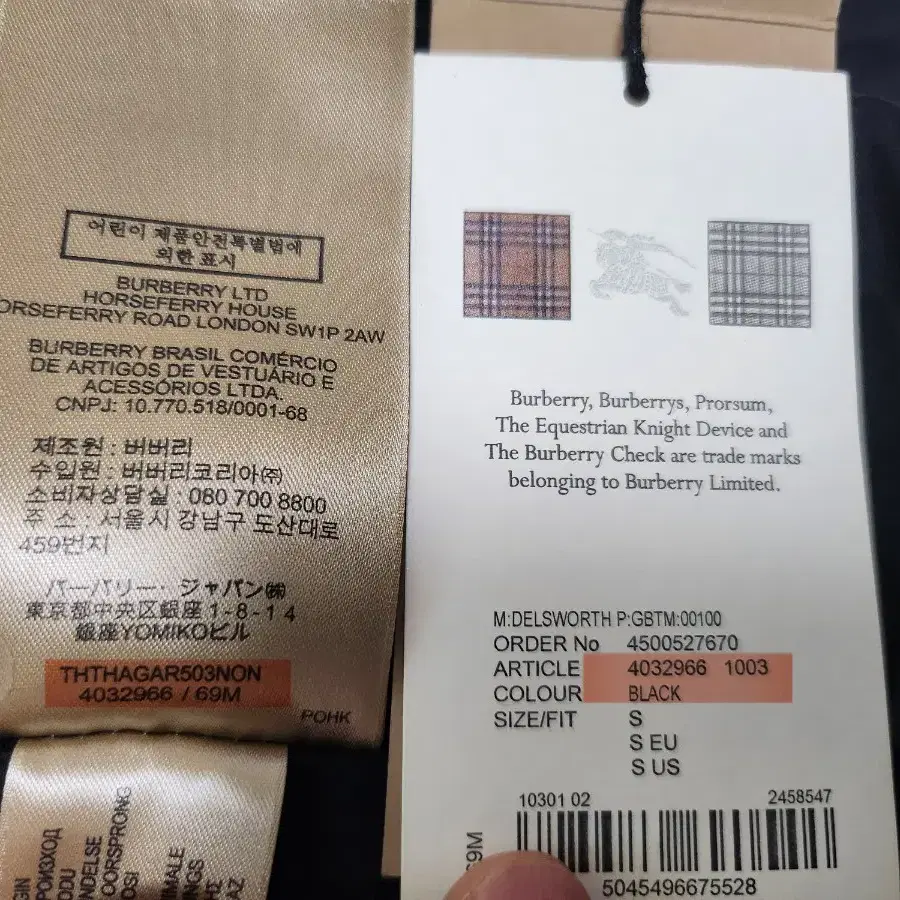 어린이 제품안전특별법에
의한 표시
BURBERRY LTD
HORSEFERRY HOUSE
ORSEFERRY ROAD LONDON SW1P 2AW
BURBERRY BRASIL COMÉRCIO
DE ARTIGOS DE VESTUÁRIO E
ACESSÓRIOS LTDA.
CNPJ: 10.770.518/0001-68
제조원 : 버버리
수입원 : 버버리코리아㈜
소비자상담실 : 080 700 8800
주 소 : 서울시 강남구 도산대로
459번지
バーバリー・ジャパン㈱
東京都中央区銀座1-8-14
銀座YOMIKOビル
THTHAGAR503NON
4032966 / 69M
POHK
Burberry, Burberrys, Prorsum,
The Equestrian Knight Device and
The Burberry Check are trade marks
belonging to Burberry Limited.
M:DELSWORTH P:GBTM:00100
ORDER No 4500527670
ARTICLE 4032966 1003
COLOUR BLACK
SIZE/FIT S
S EU
S US
10301 02 2458547
69M
5045496675528